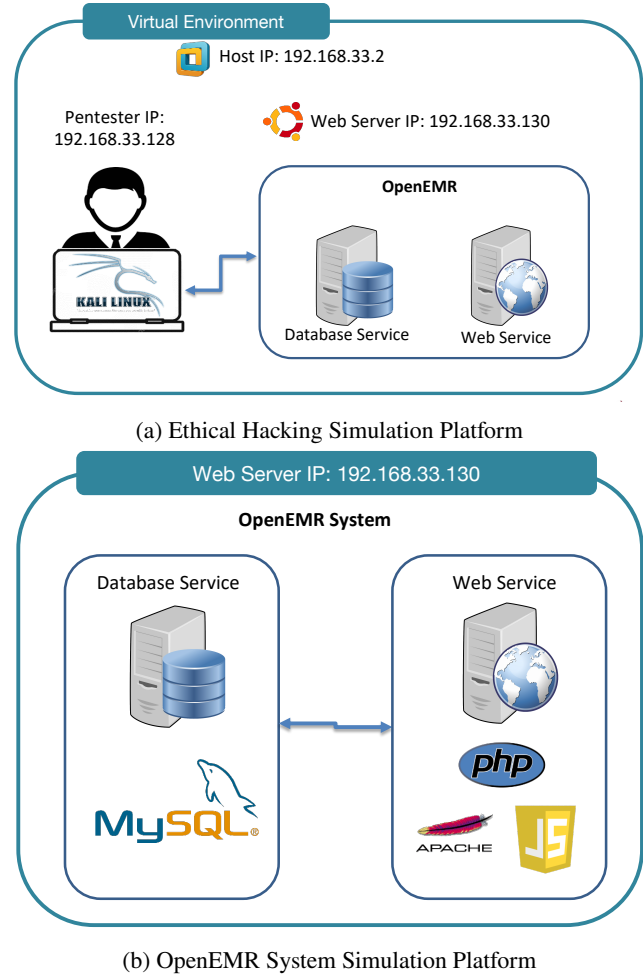 Virtual Environment
Host IP: 192.168.33.2
Pentester IP:
192.168.33.128
Web Server IP: 192.168.33.130
OpenEMR
KALI LINUX
Database Service
Web Service
(a) Ethical Hacking Simulation Platform
Web Server IP: 192.168.33.130
OpenEMR System
Database Service
Web Service
php
MySQL®
APACHE
JS
(b) OpenEMR System Simulation Platform